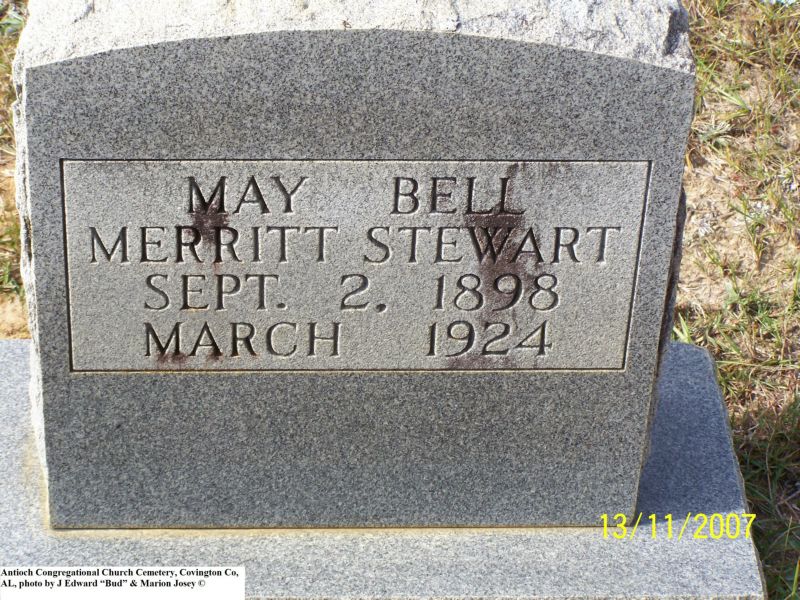 MAY BELL
MERRITT STEWART
SEPT. 2, 1898
MARCH 1924
13/11/2007
Antioch Congregational Church Cemetery, Covington Co,
AL, photo by J Edward “Bud” & Marion Josey ©